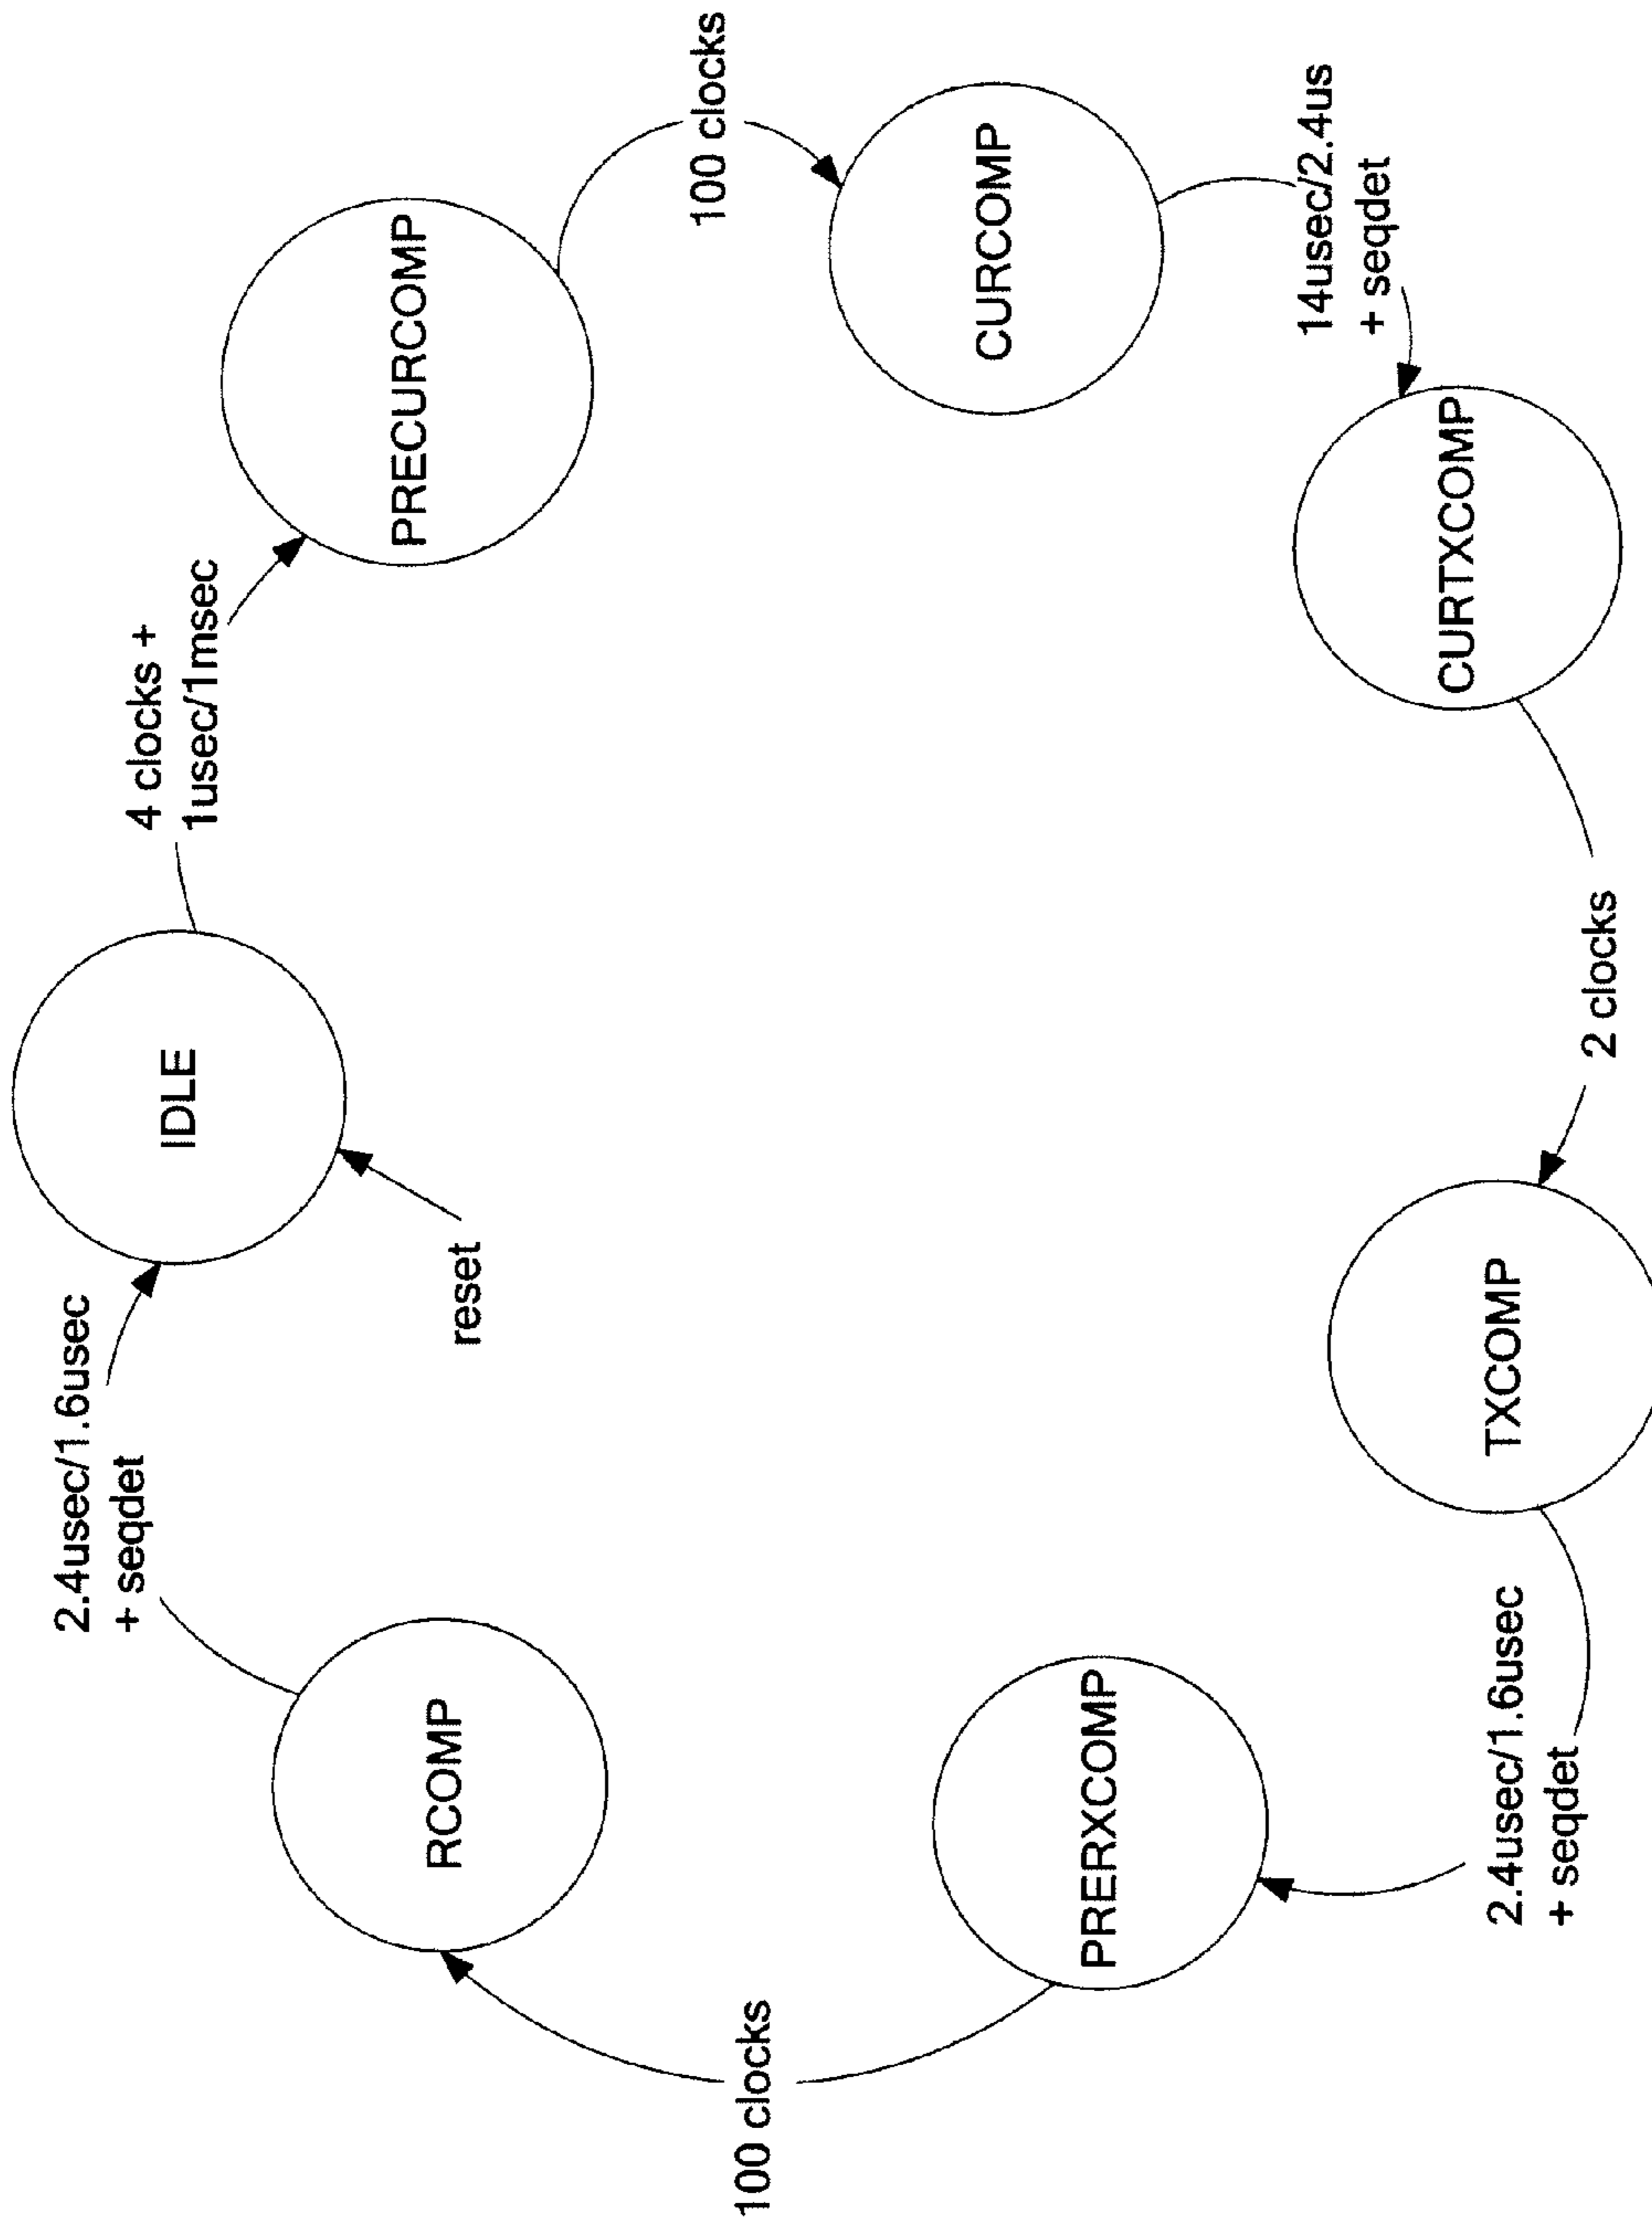 IDLE
4 clocks +
1usec/1msec
PRECURCOMP
100 clocks
CURCOMP
14usec/2.4us
+ seqdet
CURTXCOMP
2 clocks
TXCOMP
2.4usec/1.6usec
+ seqdet
PRERXCOMP
100 clocks
RCOMP
2.4usec/1.6usec
+ seqdet
reset